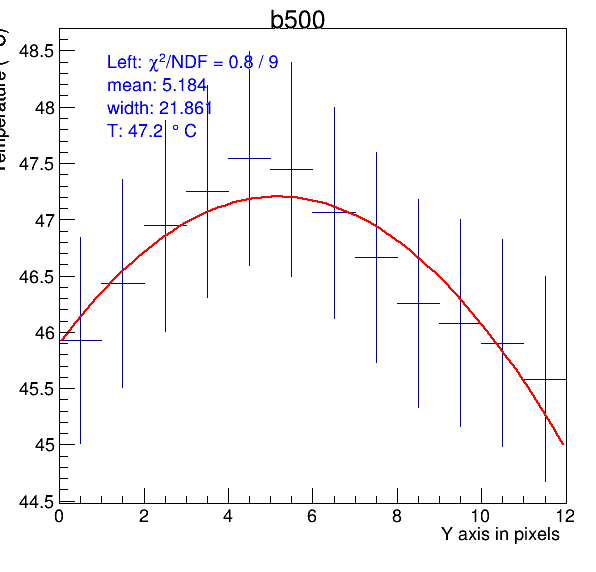 b500
Temperature (°C)
Left: χ²/NDF = 0.8 / 9
mean: 5.184
width: 21.861
T: 47.2 ° C
48.5
48
47.5
47
46.5
46
45.5
45
44.5
0 2 4 6 8 10 12
Y axis in pixels